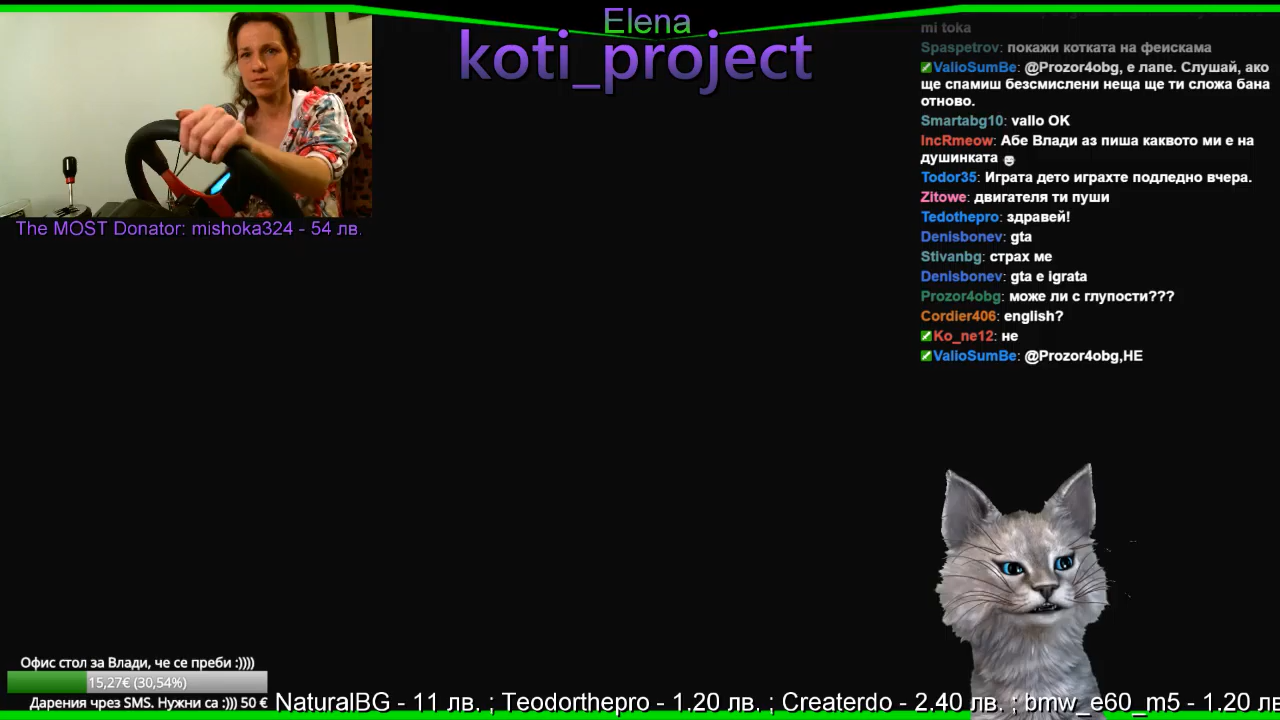 Elena
koti_project
The MOST Donator: mishoka324 - 54 лв.
mi toka
Spaspetrov: покажи котката на феискама
ValioSumBe: @Prozor4obg, е лапе. Слушай, ако
ще спамиш безсмислени неща ще ти сложа бана
отново.
Smartabg10: vallo OK
IncRmeow: Абе Влади аз пиша каквото ми е на
душинката
Todor35: Играта дето играхте подледно вчера.
Zitowe: двигателя ти пуши
Tedothepro: здравей!
Denisbonev: gta
Stivanbg: страх ме
Denisbonev: gta e igrata
Prozor4obg: може ли с глупости???
Cordier406: english?
Ko_ne12: не
ValioSumBe: @Prozor4obg,НЕ
Офис стол за Влади, че се преби :))))
15,27€ (30,54%)
Дарения чрез SMS. Нужни са :))) 50 €
NaturalBG - 11 лв. ; Teodorthepro - 1.20 лв. ; Createrdo - 2.40 лв. ; bmw_e60_m5 - 1.20